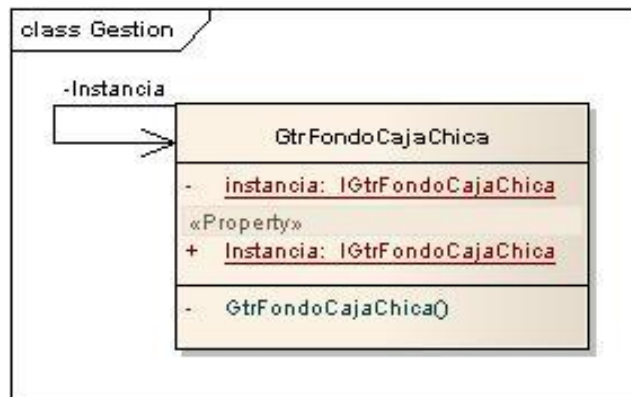 class Gestion
-Instancia
GtrFondoCajaChica
- instancia: IGtrFondoCajaChica
«Property»
+ Instancia: IGtrFondoCajaChica
- GtrFondoCajaChica()